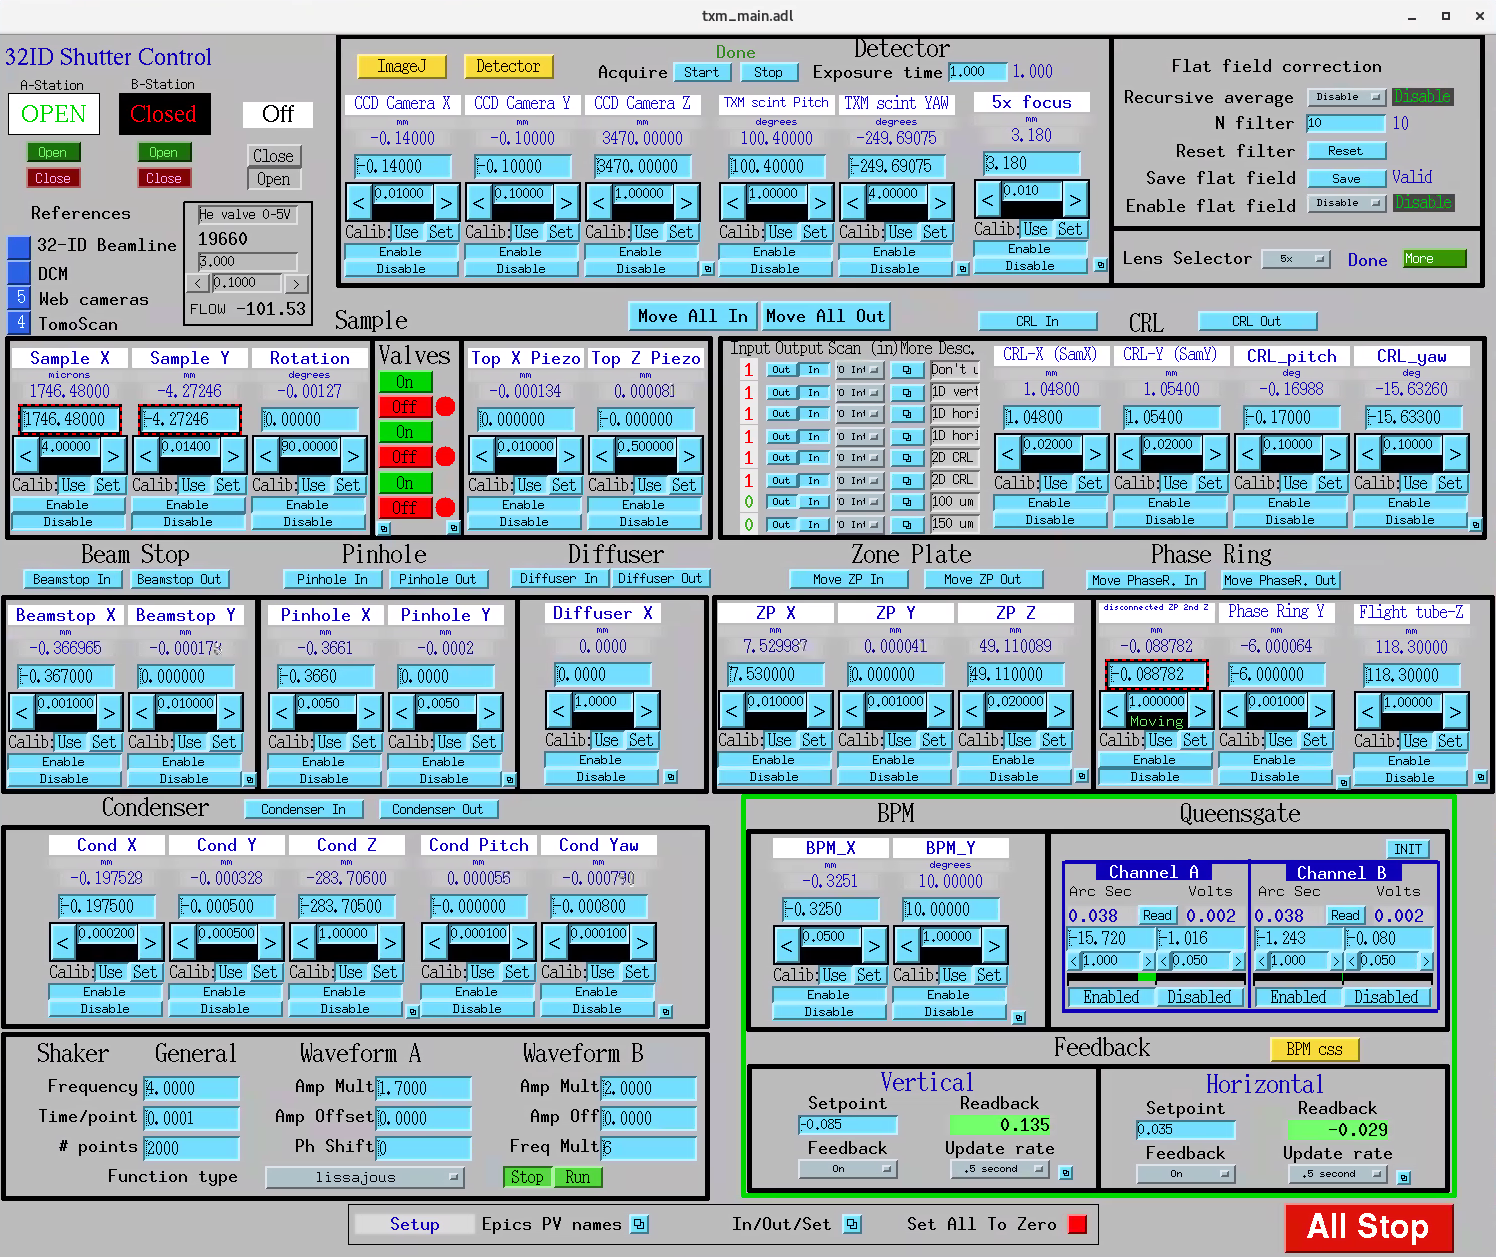 txm_main.adl
32ID Shutter Control
A-Station
B-Station
OPEN
Closed
Off
Open
Open
Close
Close
Close
Open
References
32-ID Beamline
DCM
5 Web cameras
4 TomoScan
He valve 0-5V
19660
3.000
< 0.1000 >
FLOW -101.53
ImageJ
Detector
Done
Detector
Acquire Start Stop Exposure time 1.000 1.000
CCD Camera X CCD Camera Y CCD Camera Z TXM scint Pitch TXM scint YAW 5x focus
mm mm mm degrees degrees mm
-0.14000 -0.10000 3470.00000 100.40000 -249.69075 3.180
-0.14000 -0.10000 3470.00000 100.40000 -249.69075 3.180
< 0.01000 > < 0.10000 > < 1.00000 > < 1.00000 > < 4.00000 > < 0.010 >
Calib: Use Set Calib: Use Set Calib: Use Set Calib: Use Set Calib: Use Set Calib: Use Set
Enable Enable Enable Enable Enable Enable
Disable Disable Disable Disable Disable Disable
Flat field correction
Recursive average Disable Disable
N filter 10 10
Reset filter Reset
Save flat field Save Valid
Enable flat field Disable Disable
Lens Selector 5x Done More
Sample
Move All In Move All Out
CRL In CRL CRL Out
Sample X Sample Y Rotation
microns mm degrees
1746.48000 -4.27246 -0.00127
1746.48000 -4.27246 0.00000
< 4.00000 > < 0.01400 > < 90.00000 >
Calib: Use Set Calib: Use Set Calib: Use Set
Enable Enable Enable
Disable Disable Disable
Valves
On
Off
On
Off
On
Off
Top X Piezo Top Z Piezo
mm mm
-0.000134 0.000081
0.000000 -0.000000
< 0.010000 > < 0.500000 >
Calib: Use Set Calib: Use Set
Enable Enable
Disable Disable
Input Output Scan (in) More Desc.
1 Out In Don't u
1 Out In 1D vert
1 Out In 1D hori
1 Out In 1D hori
1 Out In 2D CRL
1 Out In 2D CRL
0 Out In 100 um
0 Out In 150 um
CRL-X (SamX) CRL-Y (SamY) CRL_pitch CRL_yaw
mm mm deg deg
1.04800 1.05400 -0.16988 -15.63260
1.04800 1.05400 -0.17000 -15.63300
< 0.02000 > < 0.02000 > < 0.10000 > < 0.10000 >
Calib: Use Set Calib: Use Set Calib: Use Set Calib: Use Set
Enable Enable Enable Enable
Disable Disable Disable Disable
Beam Stop Pinhole Diffuser Zone Plate Phase Ring
Beamstop In Beamstop Out Pinhole In Pinhole Out Diffuser In Diffuser Out Move ZP In Move ZP Out Move PhaseR. In Move PhaseR. Out
Beamstop X Beamstop Y Pinhole X Pinhole Y Diffuser X ZP X ZP Y ZP Z disconnected ZP 2nd Z Phase Ring Y Flight tube-Z
mm mm mm mm mm mm mm mm mm mm mm
-0.366965 -0.3661 -0.0002 0.0000 7.529987 0.000041 49.110089 -0.088782 -6.000064 118.30000
-0.367000 0.000000 -0.3660 0.0000 0.0000 7.530000 0.000000 49.110000 -0.088782 -6.000000 118.30000
< 0.001000 > < 0.010000 > < 0.0050 > < 0.0050 > < 1.0000 > < 0.010000 > < 0.001000 > < 0.020000 > < 1.000000 > < 0.001000 > < 1.00000 >
Moving
Calib: Use Set Calib: Use Set Calib: Use Set Calib: Use Set Calib: Use Set Calib: Use Set Calib: Use Set Calib: Use Set Calib: Use Set Calib: Use Set Calib: Use Set
Enable Enable Enable Enable Enable Enable Enable Enable Enable Enable Enable
Disable Disable Disable Disable Disable Disable Disable Disable Disable Disable Disable
Condenser Condenser In Condenser Out
Cond X Cond Y Cond Z Cond Pitch Cond Yaw
mm mm mm mm mm
-0.197528 -0.000328 -283.70600 0.000055 -0.000790
-0.197500 -0.000500 -283.70500 -0.000000 -0.000800
< 0.000200 > < 0.000500 > < 1.00000 > < 0.000100 > < 0.000100 >
Calib: Use Set Calib: Use Set Calib: Use Set Calib: Use Set Calib: Use Set
Enable Enable Enable Enable Enable
Disable Disable Disable Disable Disable
BPM
BPM_X BPM_Y
mm degrees
-0.3251 10.00000
-0.3250 10.00000
< 0.0500 > < 1.00000 >
Calib: Use Set Calib: Use Set
Enable Enable
Disable Disable
Queensgate
INIT
Channel A Channel B
Arc Sec Volts Arc Sec Volts
0.038 Read 0.002 0.038 Read 0.002
-15.720 -1.016 -1.243 -0.080
< 1.000 > < 0.050 > < 1.000 > < 0.050 >
Enabled Disabled Enabled Disabled
Shaker General Waveform A Waveform B
Frequency 4.0000 Amp Mult 1.7000 Amp Mult 2.0000
Time/point 0.0001 Amp Offset 0.0000 Amp Off 0.0000
# points 2000 Ph Shift 0 Freq Mult 6
Function type lissajous Stop Run
Feedback BPM css
Vertical
Setpoint Readback
-0.085 0.135
Feedback Update rate
On .5 second
Horizontal
Setpoint Readback
0.035 -0.029
Feedback Update rate
On .5 second
Setup Epics PV names In/Out/Set Set All To Zero
All Stop